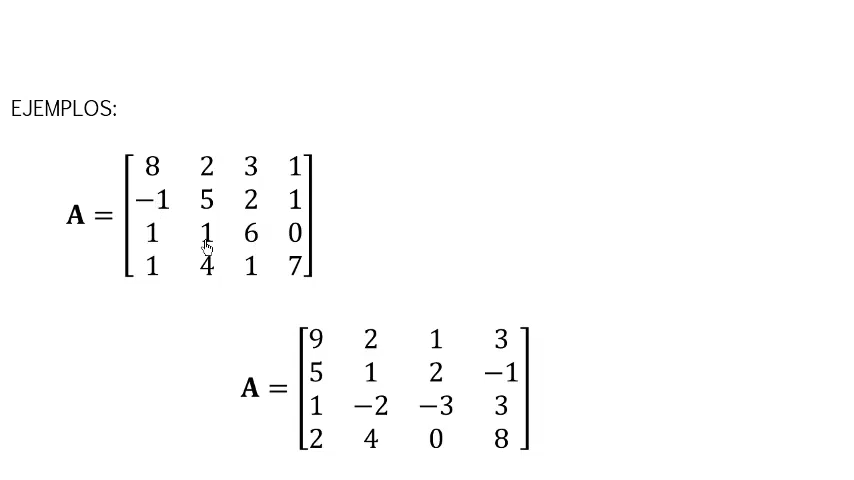 EJEMPLOS:
8 2 3 1
−1 5 2 1
A =
1 1 6 0
1 4 1 7
9 2 1 3
5 1 2 −1
A =
1 −2 −3 3
2 4 0 8